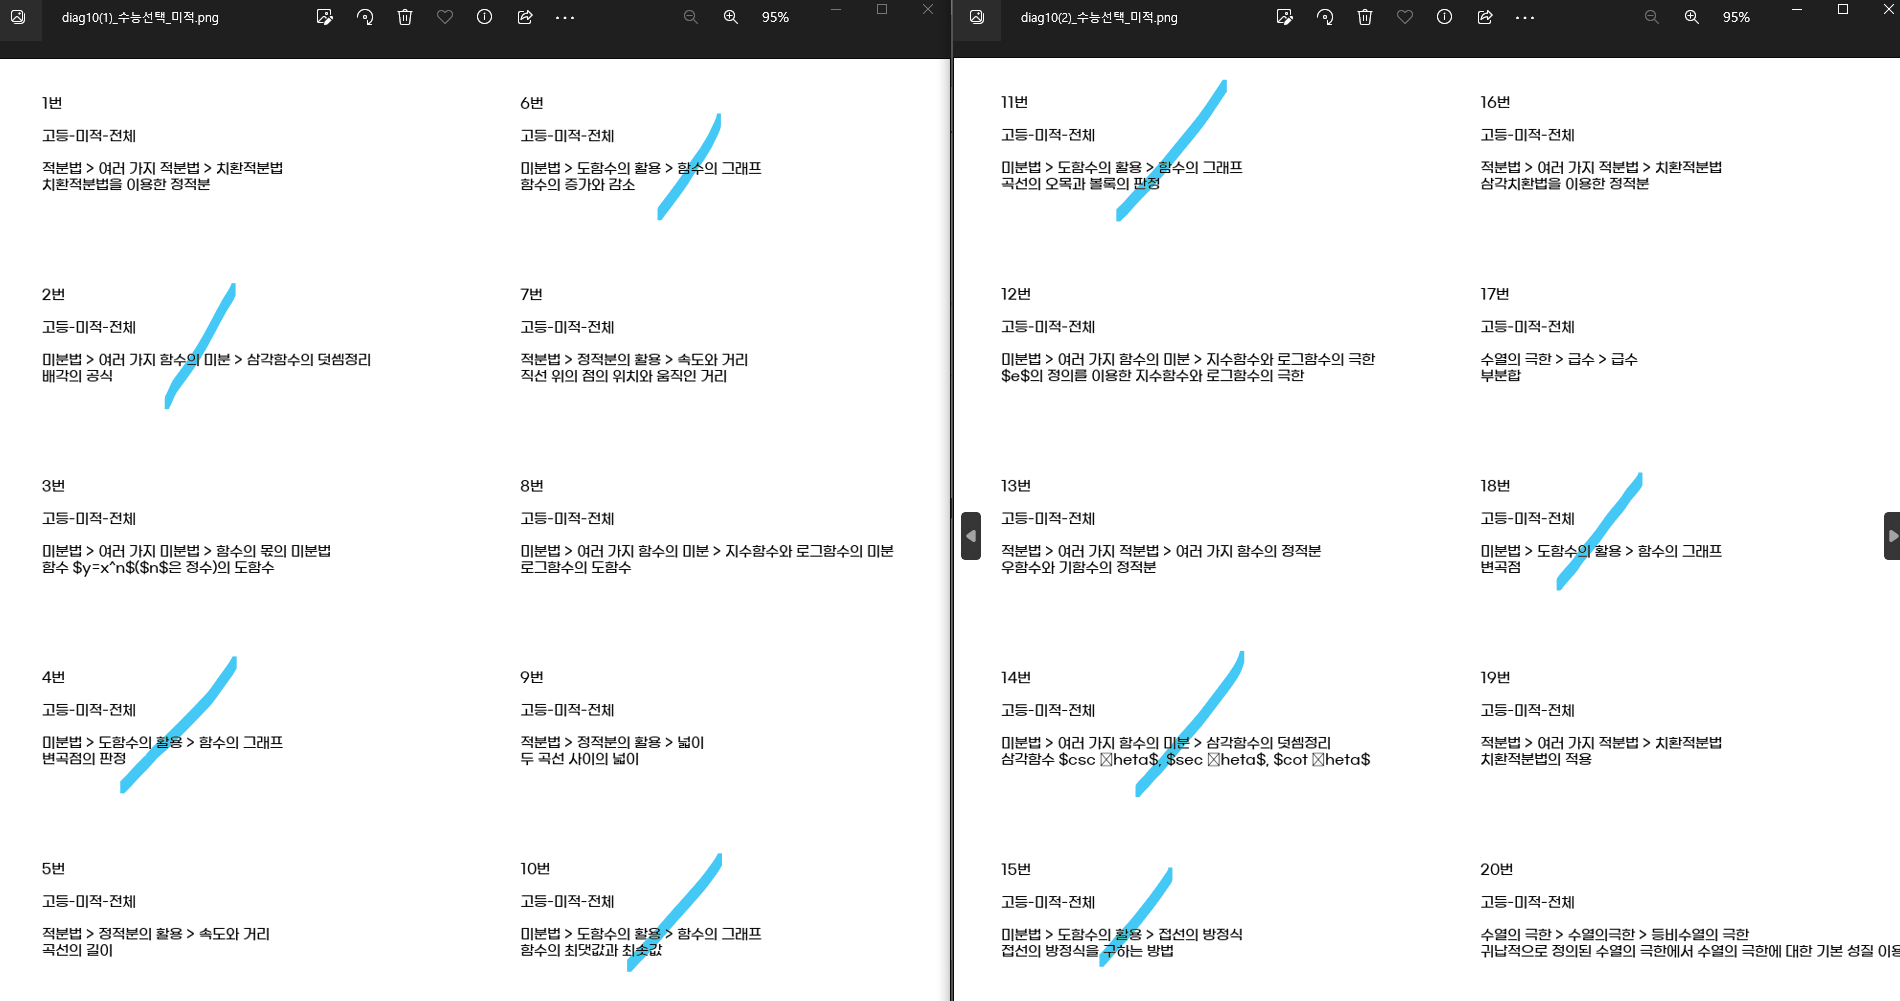 diag10(1)_수능선택_미적.png
95%
1번
고등-미적-전체
적분법 > 여러 가지 적분법 > 치환적분법
치환적분법을 이용한 정적분
2번
고등-미적-전체
미분법 > 여러 가지 함수의 미분 > 삼각함수의 덧셈정리
배각의 공식
3번
고등-미적-전체
미분법 > 여러 가지 미분법 > 함수의 몫의 미분법
함수 $y=x^n$($n$은 정수)의 도함수
4번
고등-미적-전체
미분법 > 도함수의 활용 > 함수의 그래프
변곡점의 판정
5번
고등-미적-전체
적분법 > 정적분의 활용 > 속도와 거리
곡선의 길이
6번
고등-미적-전체
미분법 > 도함수의 활용 > 함수의 그래프
함수의 증가와 감소
7번
고등-미적-전체
적분법 > 정적분의 활용 > 속도와 거리
직선 위의 점의 위치와 움직인 거리
8번
고등-미적-전체
미분법 > 여러 가지 함수의 미분 > 지수함수와 로그함수의 미분
로그함수의 도함수
9번
고등-미적-전체
적분법 > 정적분의 활용 > 넓이
두 곡선 사이의 넓이
10번
고등-미적-전체
미분법 > 도함수의 활용 > 함수의 그래프
함수의 최댓값과 최솟값
diag10(2)_수능선택_미적.png
95%
11번
고등-미적-전체
미분법 > 도함수의 활용 > 함수의 그래프
곡선의 오목과 볼록의 판정
12번
고등-미적-전체
미분법 > 여러 가지 함수의 미분 > 지수함수와 로그함수의 극한
$e$의 정의를 이용한 지수함수와 로그함수의 극한
13번
고등-미적-전체
적분법 > 여러 가지 적분법 > 여러 가지 함수의 정적분
우함수와 기함수의 정적분
14번
고등-미적-전체
미분법 > 여러 가지 함수의 미분 > 삼각함수의 덧셈정리
삼각함수 $csc ☒heta$, $sec ☒heta$, $cot ☒heta$
15번
고등-미적-전체
미분법 > 도함수의 활용 > 접선의 방정식
접선의 방정식을 구하는 방법
16번
고등-미적-전체
적분법 > 여러 가지 적분법 > 치환적분법
삼각치환법을 이용한 정적분
17번
고등-미적-전체
수열의 극한 > 급수 > 급수
부분합
18번
고등-미적-전체
미분법 > 도함수의 활용 > 함수의 그래프
변곡점
19번
고등-미적-전체
적분법 > 여러 가지 적분법 > 치환적분법
치환적분법의 적용
20번
고등-미적-전체
수열의 극한 > 수열의극한 > 등비수열의 극한
귀납적으로 정의된 수열의 극한에서 수열의 극한에 대한 기본 성질 이용